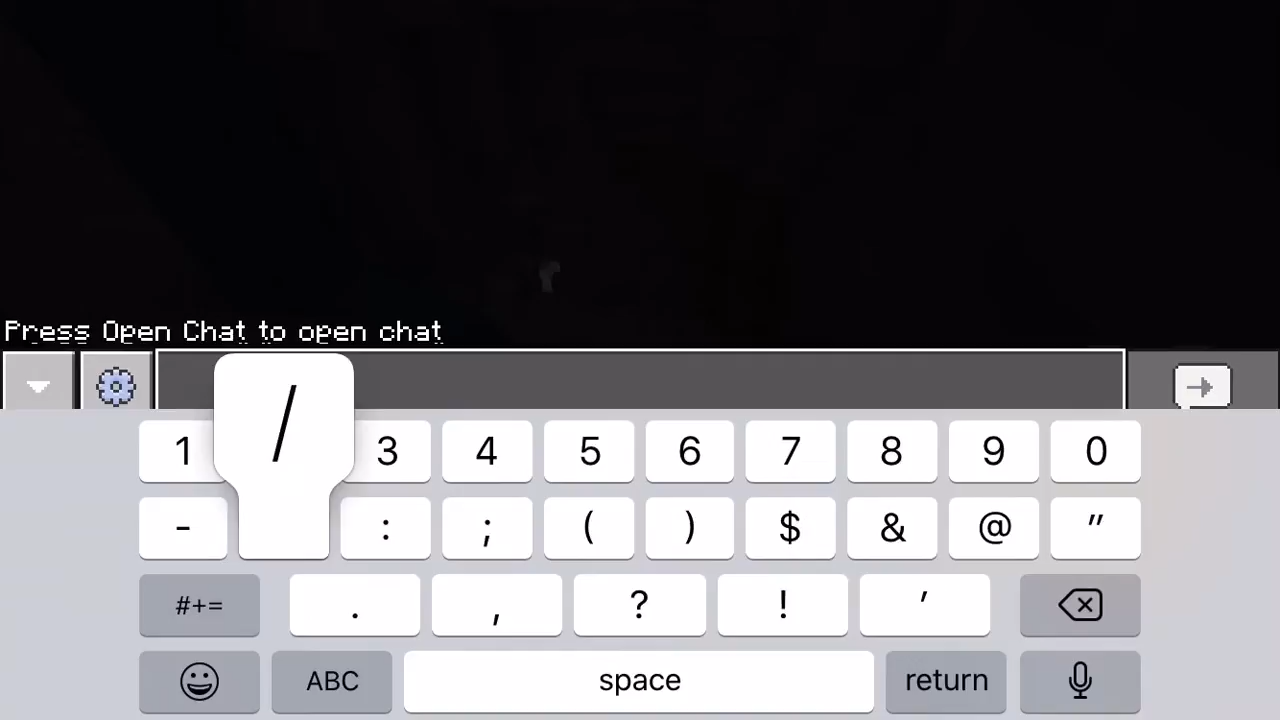 Press Open Chat to open chat
/
1 3 4 5 6 7 8 9 0
- : ; ( ) $ & @ "
#+= . , ? ! '
ABC space return